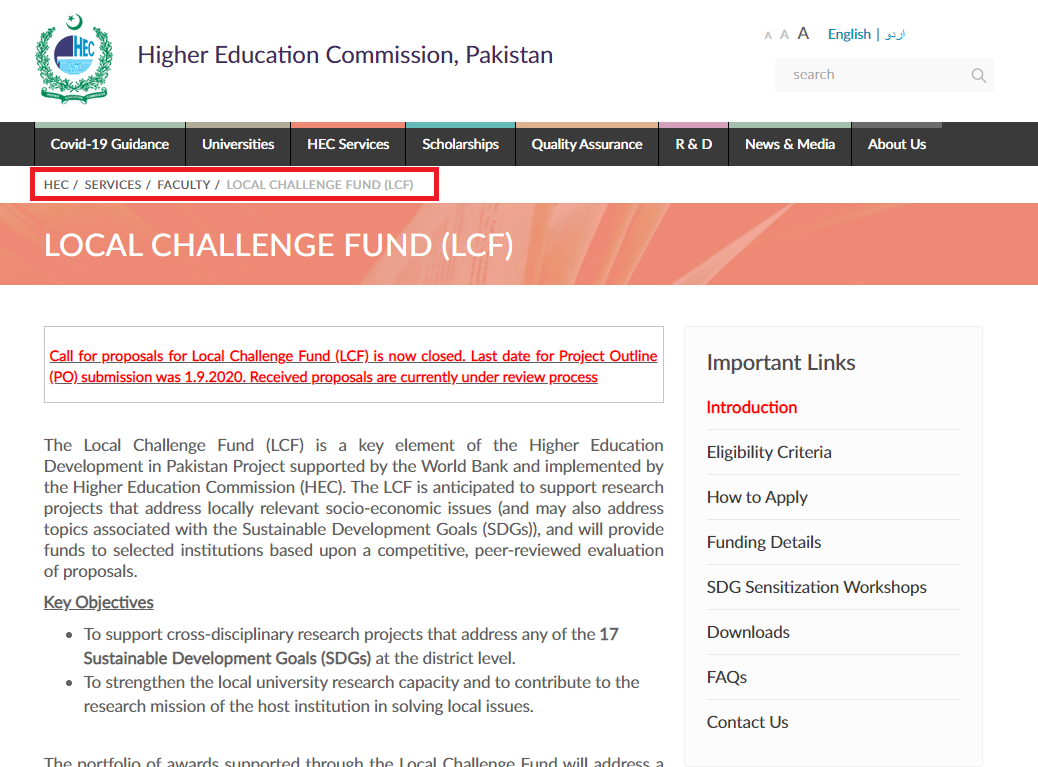 HEC
Higher Education Commission, Pakistan
A A A English | اردو
search
Covid-19 Guidance Universities HEC Services Scholarships Quality Assurance R & D News & Media About Us
HEC / SERVICES / FACULTY / LOCAL CHALLENGE FUND (LCF)
LOCAL CHALLENGE FUND (LCF)
Call for proposals for Local Challenge Fund (LCF) is now closed. Last date for Project Outline
(PO) submission was 1.9.2020. Received proposals are currently under review process
The Local Challenge Fund (LCF) is a key element of the Higher Education
Development in Pakistan Project supported by the World Bank and implemented by
the Higher Education Commission (HEC). The LCF is anticipated to support research
projects that address locally relevant socio-economic issues (and may also address
topics associated with the Sustainable Development Goals (SDGs)), and will provide
funds to selected institutions based upon a competitive, peer-reviewed evaluation
of proposals.
Key Objectives
• To support cross-disciplinary research projects that address any of the 17
Sustainable Development Goals (SDGs) at the district level.
• To strengthen the local university research capacity and to contribute to the
research mission of the host institution in solving local issues.
The portfolio of awards supported through the Local Challenge Fund will address a
Important Links
Introduction
Eligibility Criteria
How to Apply
Funding Details
SDG Sensitization Workshops
Downloads
FAQs
Contact Us